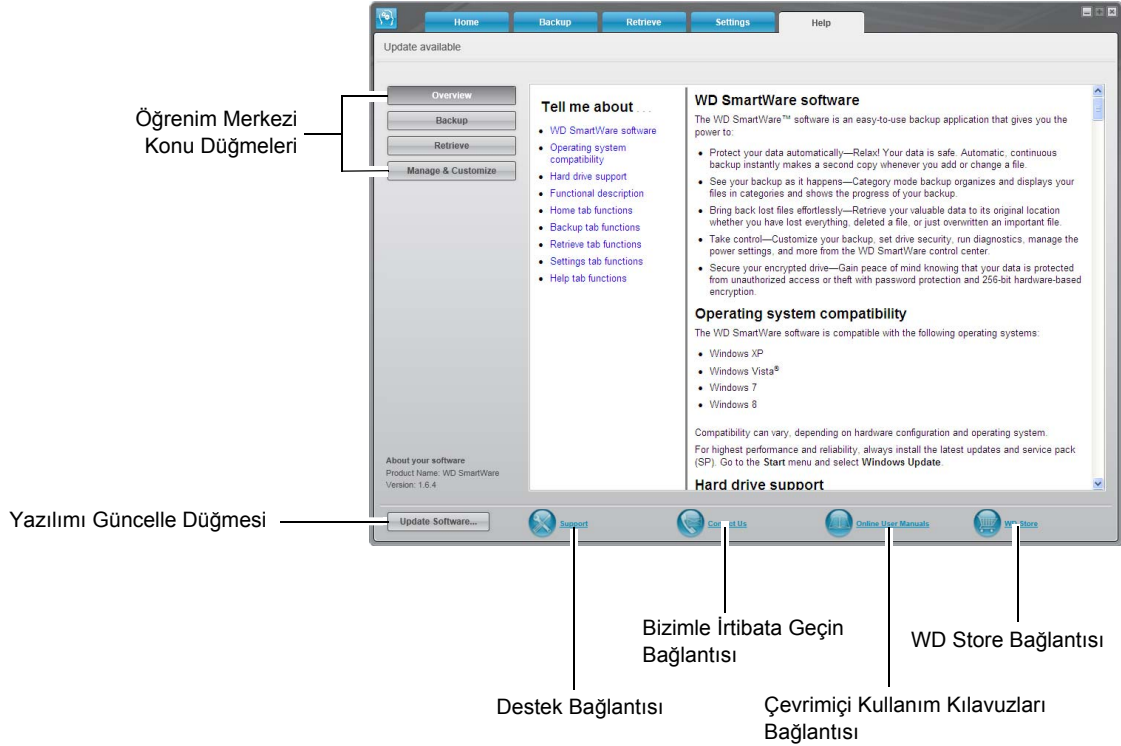 Home Backup Retrieve Settings Help
Update available
Overview
Backup
Retrieve
Manage & Customize
Öğrenim Merkezi
Konu Düğmeleri
Tell me about . . .
• WD SmartWare software
• Operating system
compatibility
• Hard drive support
• Functional description
• Home tab functions
• Backup tab functions
• Retrieve tab functions
• Settings tab functions
• Help tab functions
WD SmartWare software
The WD SmartWare™ software is an easy-to-use backup application that gives you the
power to:
• Protect your data automatically—Relax! Your data is safe. Automatic, continuous
backup instantly makes a second copy whenever you add or change a file.
• See your backup as it happens—Category mode backup organizes and displays your
files in categories and shows the progress of your backup.
• Bring back lost files effortlessly—Retrieve your valuable data to its original location
whether you have lost everything, deleted a file, or just overwritten an important file.
• Take control—Customize your backup, set drive security, run diagnostics, manage the
power settings, and more from the WD SmartWare control center.
• Secure your encrypted drive—Gain peace of mind knowing that your data is protected
from unauthorized access or theft with password protection and 256-bit hardware-based
encryption.
Operating system compatibility
The WD SmartWare software is compatible with the following operating systems:
• Windows XP
• Windows Vista®
• Windows 7
• Windows 8
Compatibility can vary, depending on hardware configuration and operating system.
For highest performance and reliability, always install the latest updates and service pack
(SP). Go to the Start menu and select Windows Update.
Hard drive support
About your software
Product Name: WD SmartWare
Version: 1.6.4
Yazılımı Güncelle Düğmesi
Update Software...
Support
Contact Us
Online User Manuals
WD Store
Bizimle İrtibata Geçin
Bağlantısı
WD Store Bağlantısı
Destek Bağlantısı
Çevrimiçi Kullanım Kılavuzları
Bağlantısı